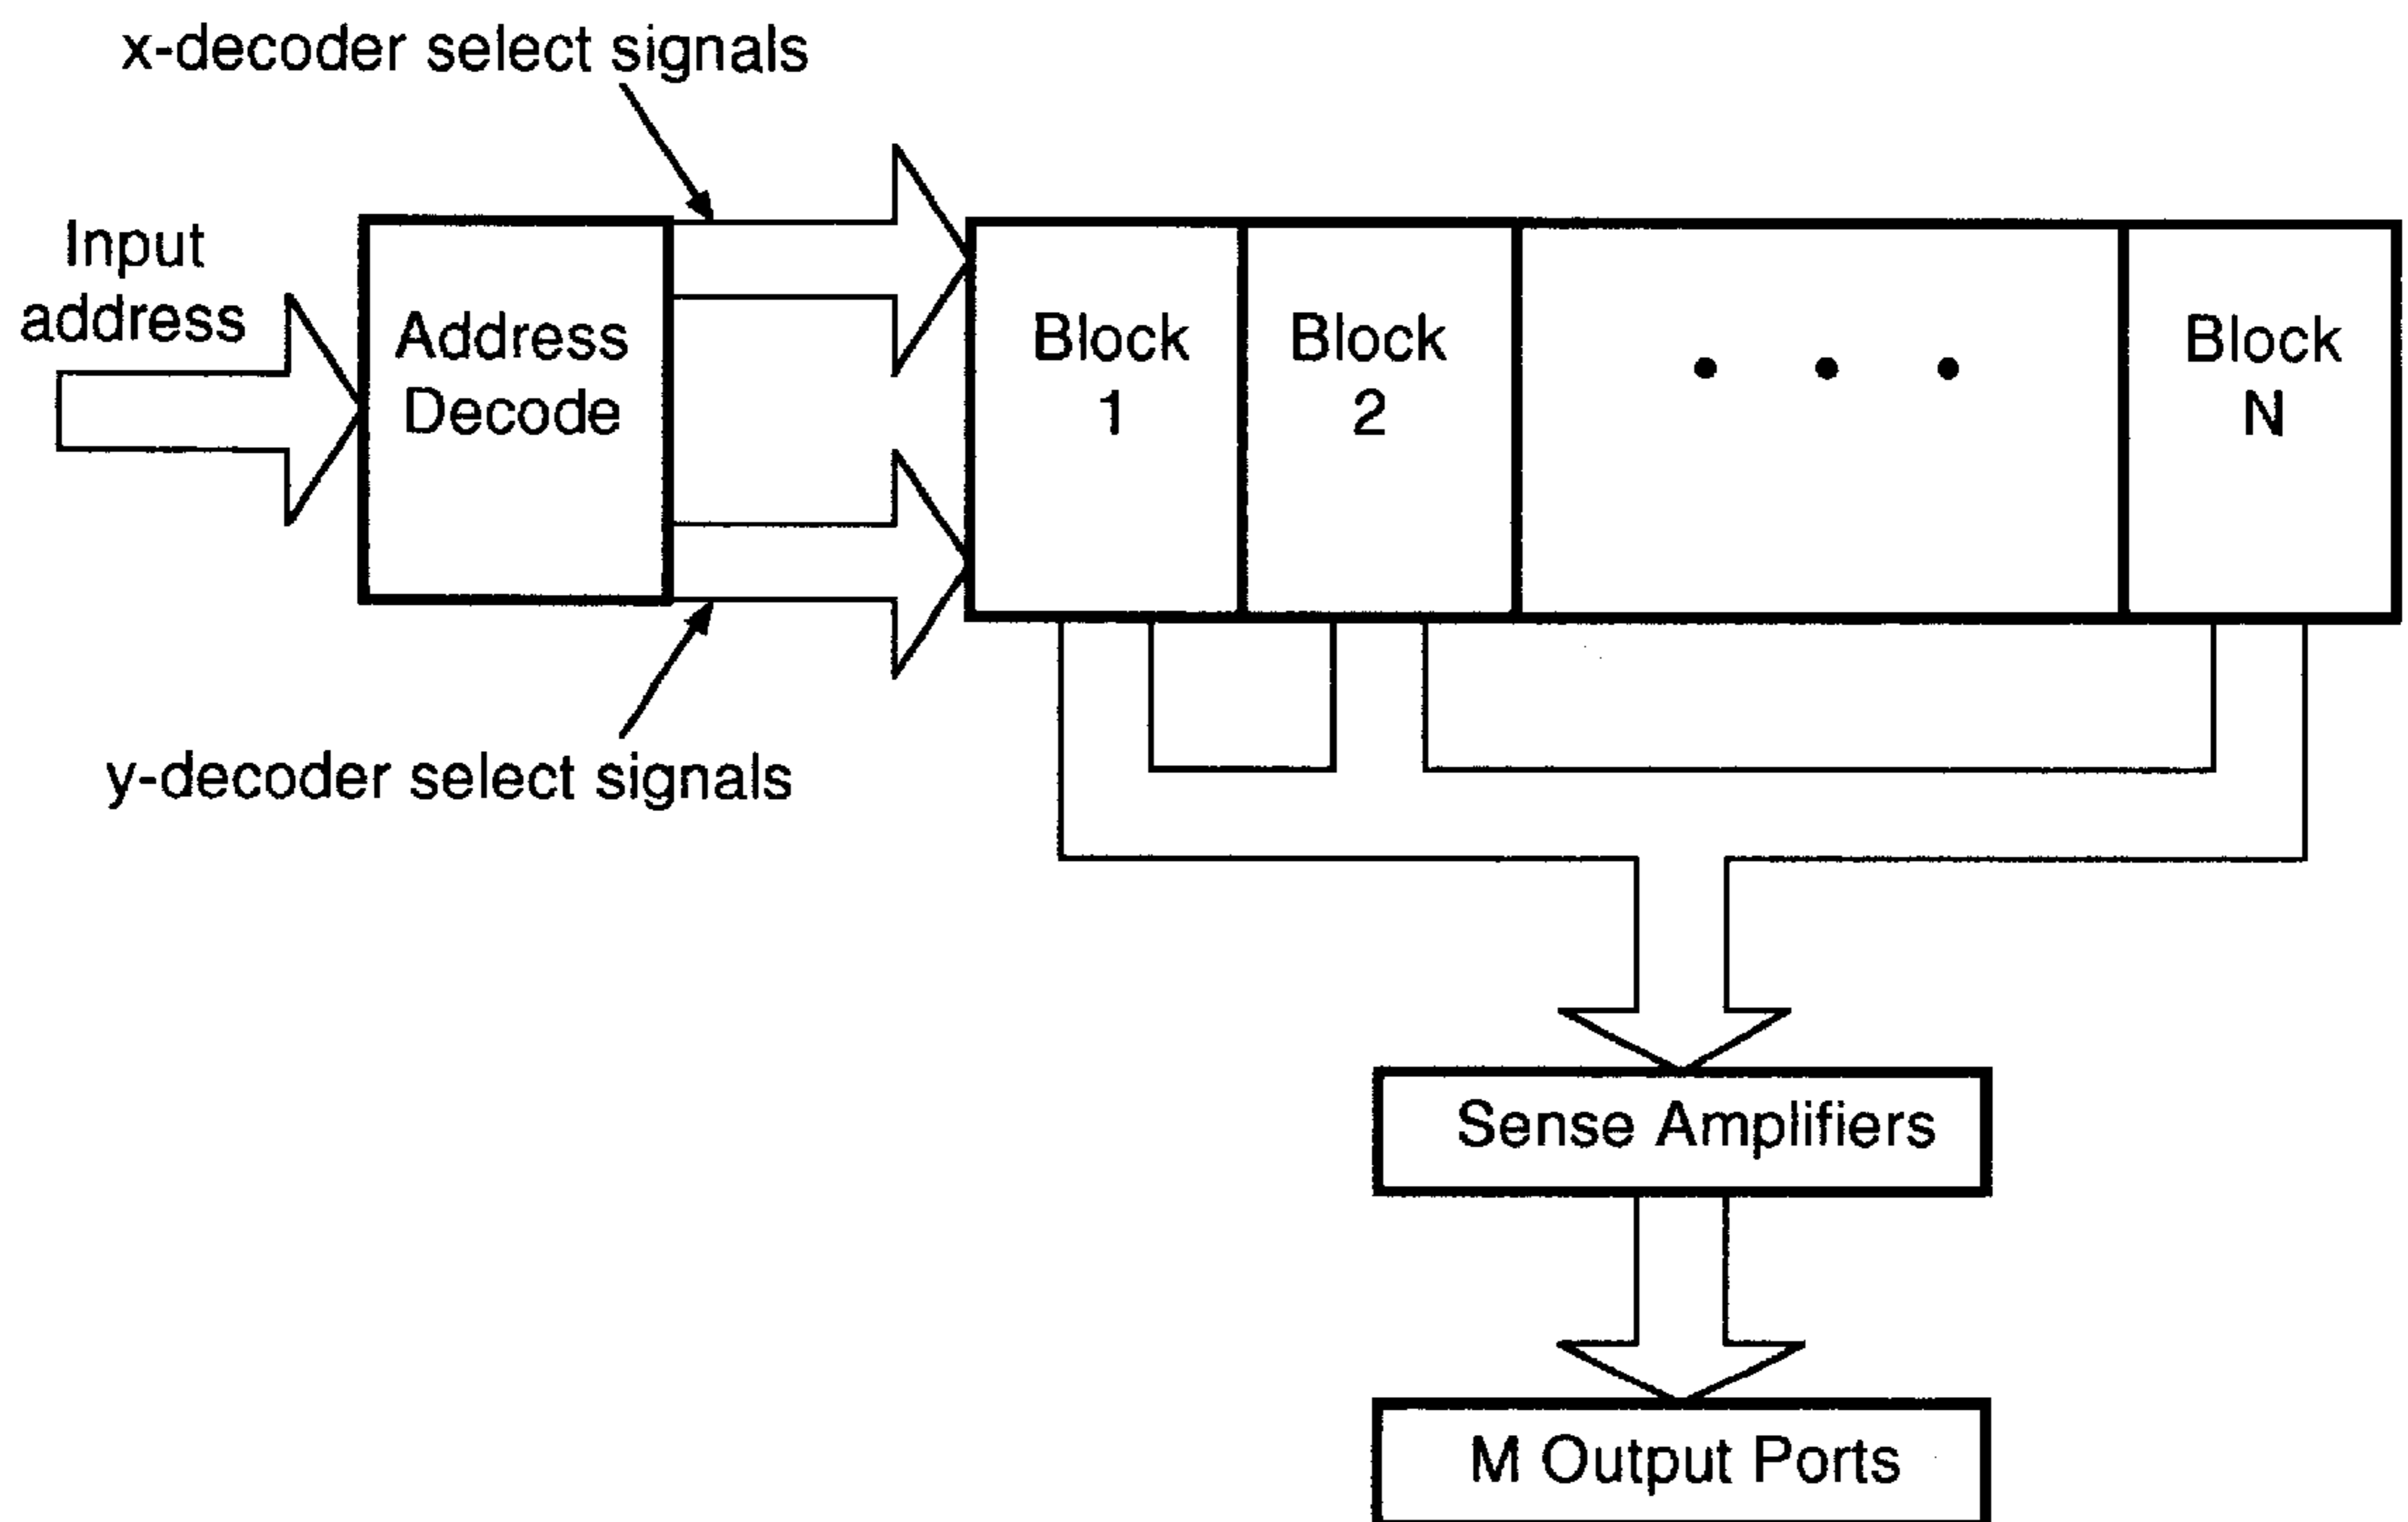 x-decoder select signals
Input
address
Address
Decode
Block
1
Block
2
Block
N
y-decoder select signals
Sense Amplifiers
M Output Ports